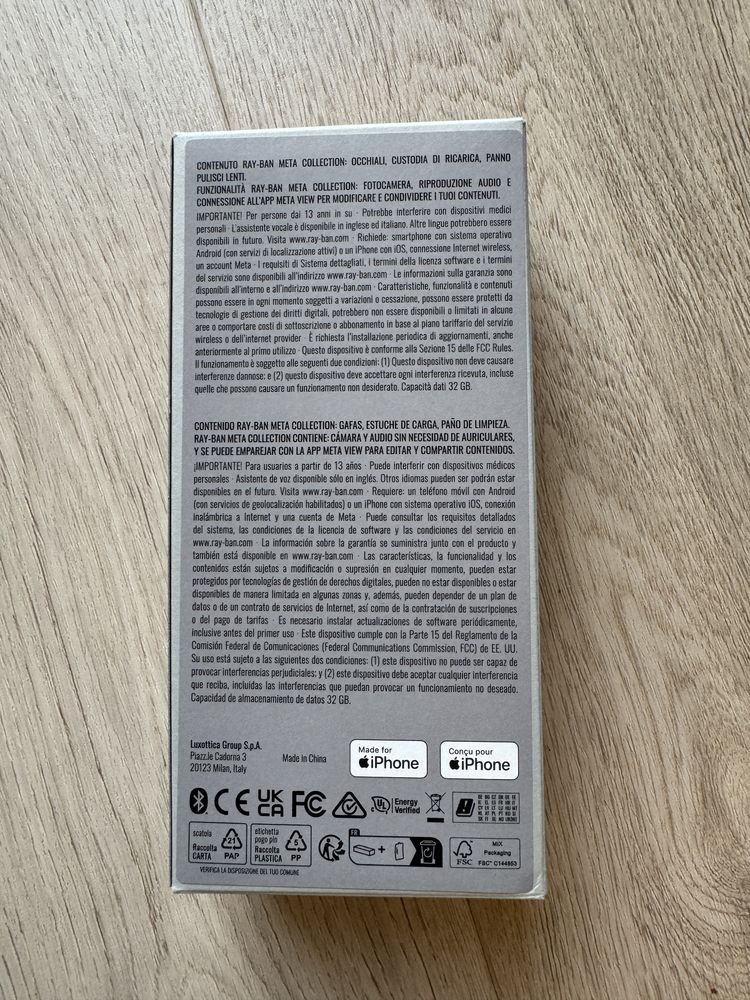 CONTENUTO RAY-BAN META COLLECTION: OCCHIALI, CUSTODIA DI RICARICA, PANNO
PULISCI LENTI.
FUNZIONALITÀ RAY-BAN META COLLECTION: FOTOCAMERA, RIPRODUZIONE AUDIO E
CONNESSIONE ALL'APP META VIEW PER MODIFICARE E CONDIVIDERE I TUOI CONTENUTI.
IMPORTANTE! Per persone dai 13 anni in su · Potrebbe interferire con dispositivi medici
personali · L'assistente vocale è disponibile in inglese ed italiano. Altre lingue potrebbero essere
disponibili in futuro. Visita www.ray-ban.com · Richiede: smartphone con sistema operativo
Android (con servizi di localizzazione attivi) o un iPhone con iOS, connessione Internet wireless,
un account Meta · I requisiti di Sistema dettagliati, i termini della licenza software e i termini
del servizio sono disponibili all'indirizzo www.ray-ban.com · Le informazioni sulla garanzia sono
disponibili all'interno e all'indirizzo www.ray-ban.com · Caratteristiche, funzionalità e contenuti
possono essere in ogni momento soggetti a variazioni o cessazione, possono essere protetti da
tecnologie di gestione dei diritti digitali, potrebbero non essere disponibili o limitati in alcune
aree o comportare costi di sottoscrizione o abbonamento in base al piano tariffario del servizio
wireless o dell'internet provider · È richiesta l'installazione periodica di aggiornamenti, anche
anteriormente al primo utilizzo · Questo dispositivo è conforme alla Sezione 15 delle FCC Rules.
Il funzionamento è soggetto alle seguenti due condizioni: (1) Questo dispositivo non deve causare
interferenze dannose; e (2) questo dispositivo deve accettare ogni interferenza ricevuta, incluse
quelle che possono causare un funzionamento non desiderato. Capacità dati 32 GB.
CONTENIDO RAY-BAN META COLLECTION: GAFAS, ESTUCHE DE CARGA, PAÑO DE LIMPIEZA.
RAY-BAN META COLLECTION CONTIENE: CÁMARA Y AUDIO SIN NECESIDAD DE AURICULARES,
Y SE PUEDE EMPAREJAR CON LA APP META VIEW PARA EDITAR Y COMPARTIR CONTENIDOS.
¡IMPORTANTE! Para usuarios a partir de 13 años · Puede interferir con dispositivos médicos
personales · Asistente de voz disponible sólo en inglés. Otros idiomas pueden ser podrán estar
disponibles en el futuro. Visita www.ray-ban.com · Requiere: un teléfono móvil con Android
(con servicios de geolocalización habilitados) o un iPhone con sistema operativo iOS, conexión
inalámbrica a Internet y una cuenta de Meta · Puede consultar los requisitos detallados
del sistema, las condiciones de la licencia de software y las condiciones del servicio en
www.ray-ban.com · La información sobre la garantía se suministra junto con el producto y
también está disponible en www.ray-ban.com · Las características, la funcionalidad y los
contenidos están sujetos a modificación o supresión en cualquier momento, pueden estar
protegidos por tecnologías de gestión de derechos digitales, pueden no estar disponibles o estar
disponibles de manera limitada en algunas zonas y, además, pueden depender de un plan de
datos o de un contrato de servicios de Internet, así como de la contratación de suscripciones
o del pago de tarifas · Es necesario instalar actualizaciones de software periódicamente,
inclusive antes del primer uso · Este dispositivo cumple con la Parte 15 del Reglamento de la
Comisión Federal de Comunicaciones (Federal Communications Commission, FCC) de EE. UU.
Su uso está sujeto a las siguientes dos condiciones: (1) este dispositivo no puede ser capaz de
provocar interferencias perjudiciales; y (2) este dispositivo debe aceptar cualquier interferencia
que reciba, incluidas las interferencias que puedan provocar un funcionamiento no deseado.
Capacidad de almacenamiento de datos 32 GB.
Luxottica Group S.p.A.
Piazz.le Cadorna 3
20123 Milan, Italy
Made in China
Made for
iPhone
Conçu pour
iPhone
CE UK CA FC UL Energy Verified
scatola
Raccolta
CARTA
21
PAP
etichetta
pogo pin
Raccolta
PLASTICA
5
PP
FR
+
FSC
MIX
Packaging
FSC® C144853
VERIFICA LA DISPOSIZIONE DEL TUO COMUNE